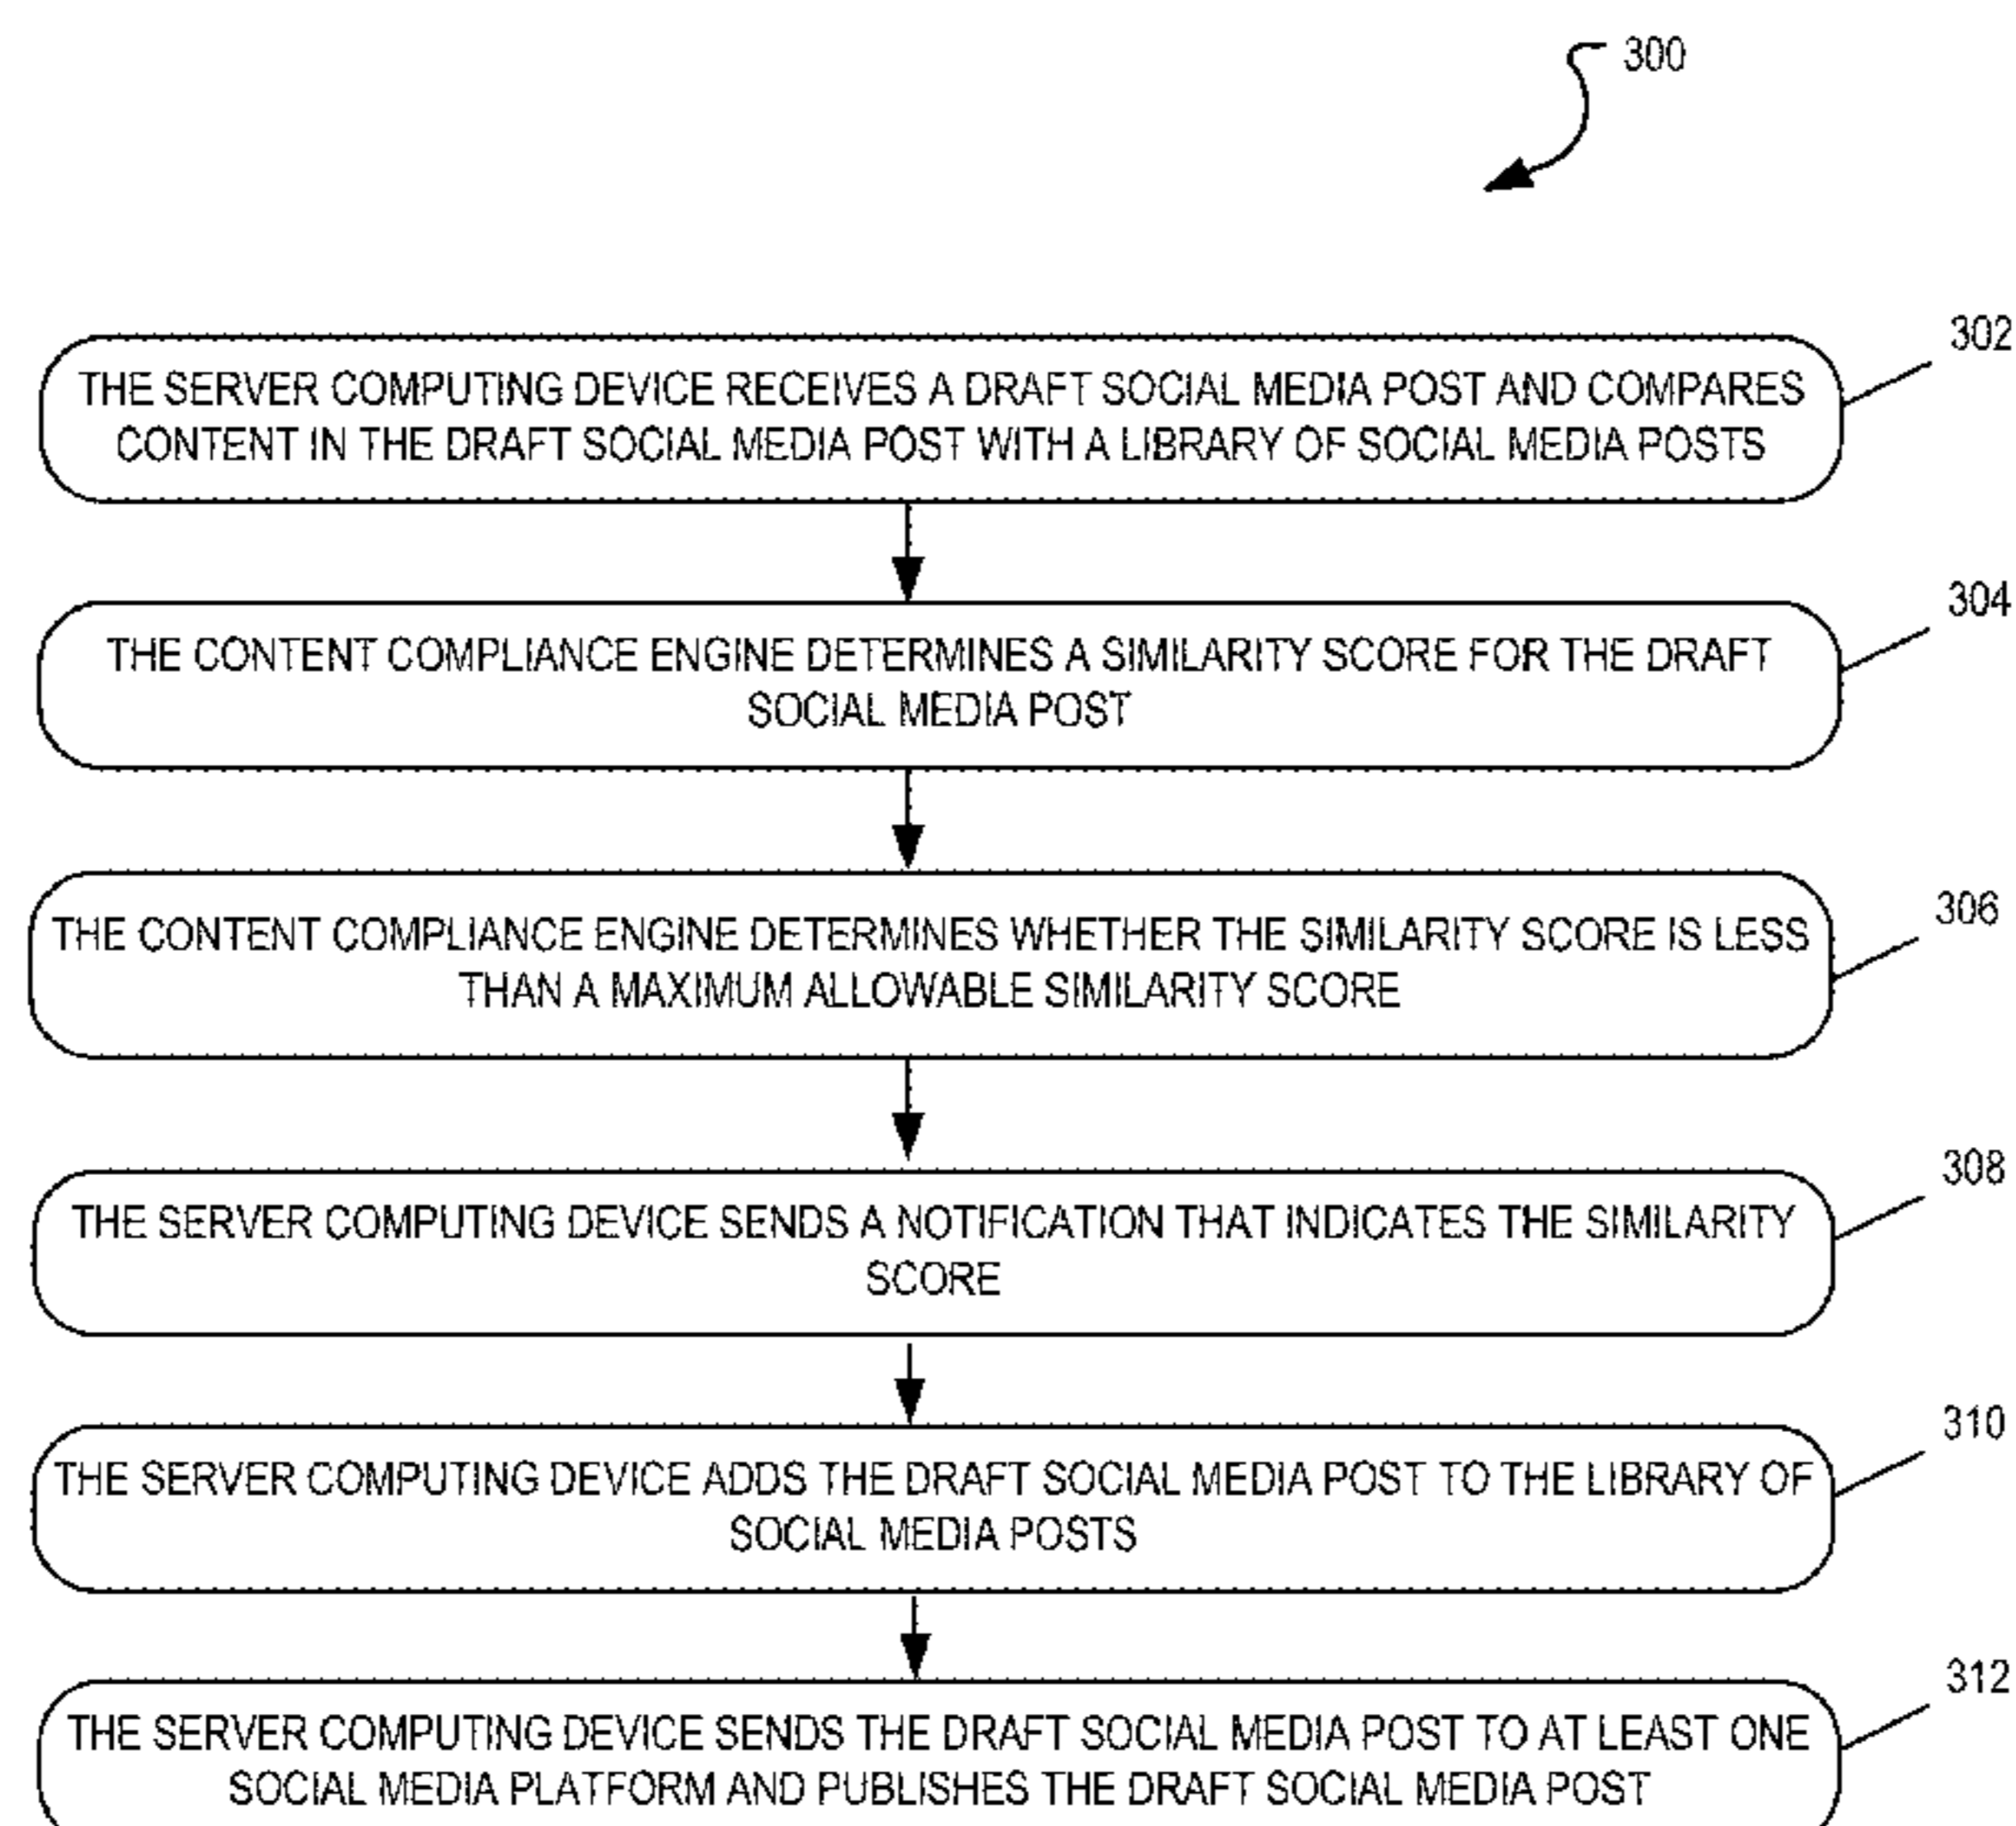 300
302
THE SERVER COMPUTING DEVICE RECEIVES A DRAFT SOCIAL MEDIA POST AND COMPARES
CONTENT IN THE DRAFT SOCIAL MEDIA POST WITH A LIBRARY OF SOCIAL MEDIA POSTS
304
THE CONTENT COMPLIANCE ENGINE DETERMINES A SIMILARITY SCORE FOR THE DRAFT
SOCIAL MEDIA POST
306
THE CONTENT COMPLIANCE ENGINE DETERMINES WHETHER THE SIMILARITY SCORE IS LESS
THAN A MAXIMUM ALLOWABLE SIMILARITY SCORE
308
THE SERVER COMPUTING DEVICE SENDS A NOTIFICATION THAT INDICATES THE SIMILARITY
SCORE
310
THE SERVER COMPUTING DEVICE ADDS THE DRAFT SOCIAL MEDIA POST TO THE LIBRARY OF
SOCIAL MEDIA POSTS
312
THE SERVER COMPUTING DEVICE SENDS THE DRAFT SOCIAL MEDIA POST TO AT LEAST ONE
SOCIAL MEDIA PLATFORM AND PUBLISHES THE DRAFT SOCIAL MEDIA POST